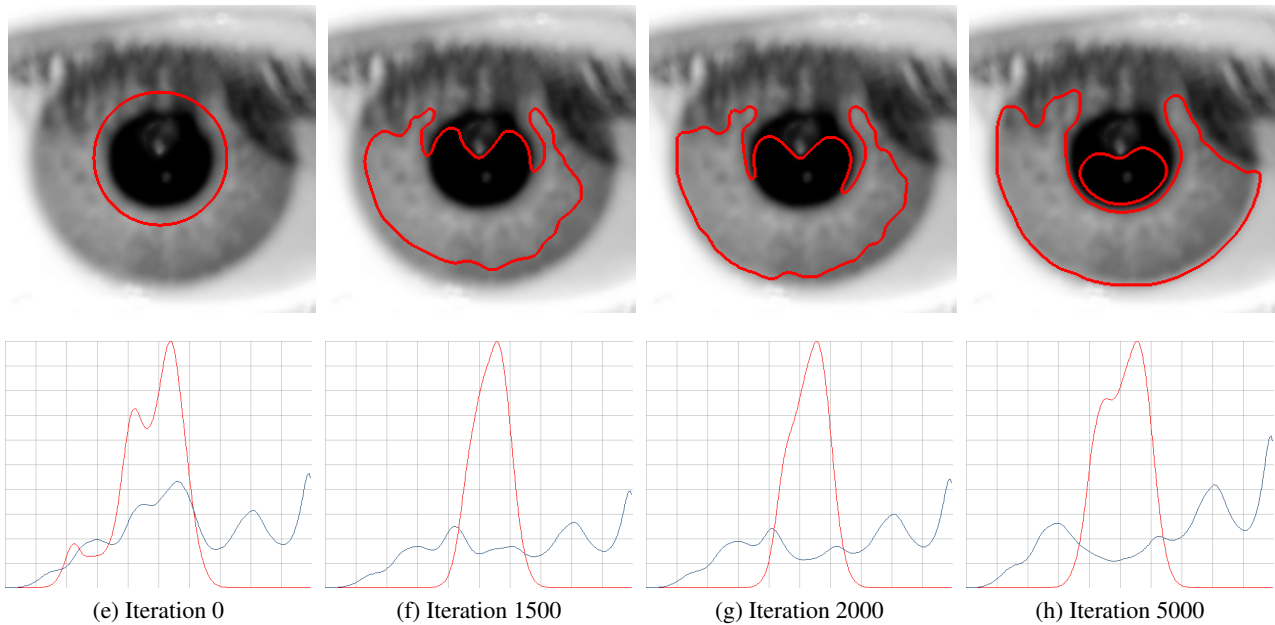 (e) Iteration 0
(f) Iteration 1500
(g) Iteration 2000
(h) Iteration 5000